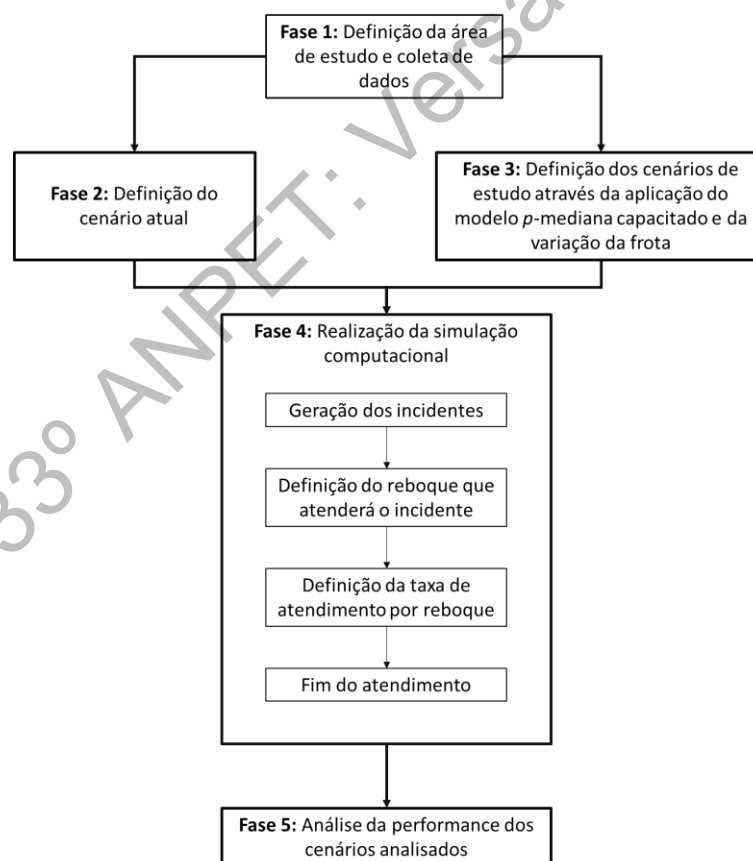 Fase 1: Definição da área
de estudo e coleta de
dados
Fase 2: Definição do
cenário atual
Fase 3: Definição dos cenários de
estudo através da aplicação do
modelo p-mediana capacitado e da
variação da frota
Fase 4: Realização da simulação
computacional
Geração dos incidentes
Definição do reboque que
atenderá o incidente
Definição da taxa de
atendimento por reboque
Fim do atendimento
Fase 5: Análise da performance dos
cenários analisados
33º ANPET: Versã